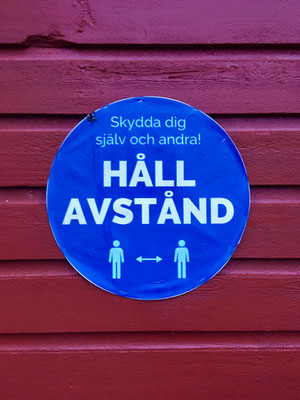 Skydda dig
själv och andra!
HÅLL
AVSTÅND